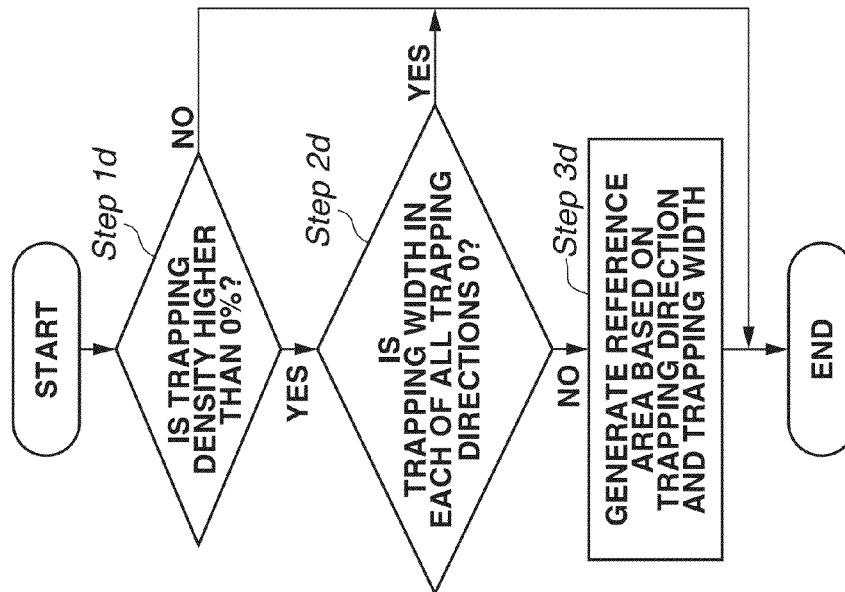 START
Step 1d
IS TRAPPING
DENSITY HIGHER
THAN 0%?
NO
YES
Step 2d
IS
TRAPPING WIDTH IN
EACH OF ALL TRAPPING
DIRECTIONS 0?
YES
NO
Step 3d
GENERATE REFERENCE
AREA BASED ON
TRAPPING DIRECTION
AND TRAPPING WIDTH
END